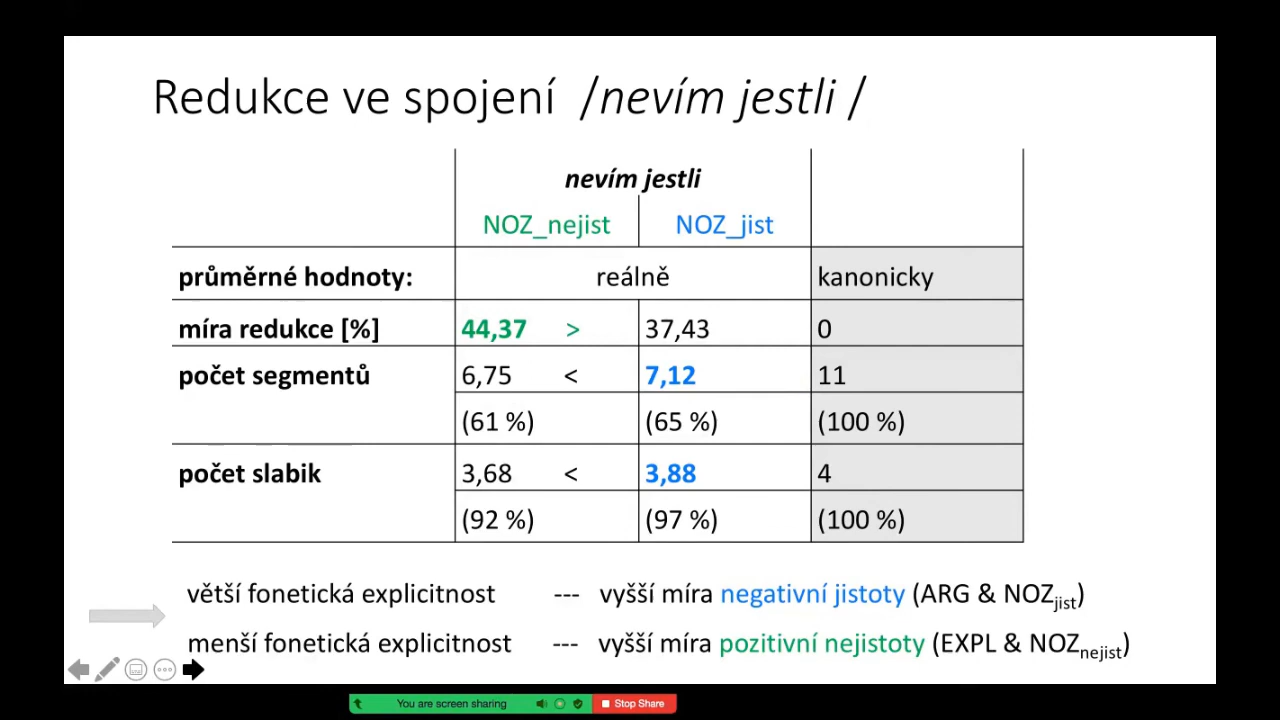 Redukce ve spojení /nevím jestli /
nevím jestli
NOZ_nejist NOZ_jist
průměrné hodnoty: reálně kanonicky
míra redukce [%] 44,37 > 37,43 0
počet segmentů 6,75 < 7,12 11
(61 %) (65 %) (100 %)
počet slabik 3,68 < 3,88 4
(92 %) (97 %) (100 %)
větší fonetická explicitnost --- vyšší míra negativní jistoty (ARG & NOZjist)
menší fonetická explicitnost --- vyšší míra pozitivní nejistoty (EXPL & NOZnejist)
You are screen sharing Stop Share